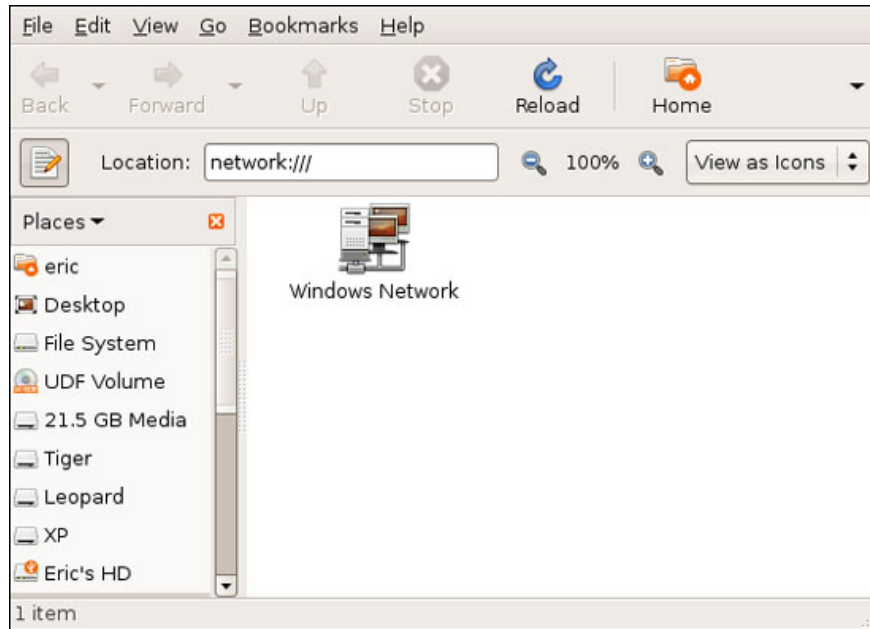 File Edit View Go Bookmarks Help
Back Forward Up Stop Reload Home
Location: network:/// 100% View as Icons
Places
eric
Desktop
File System
UDF Volume
21.5 GB Media
Tiger
Leopard
XP
Eric's HD
Windows Network
1 item